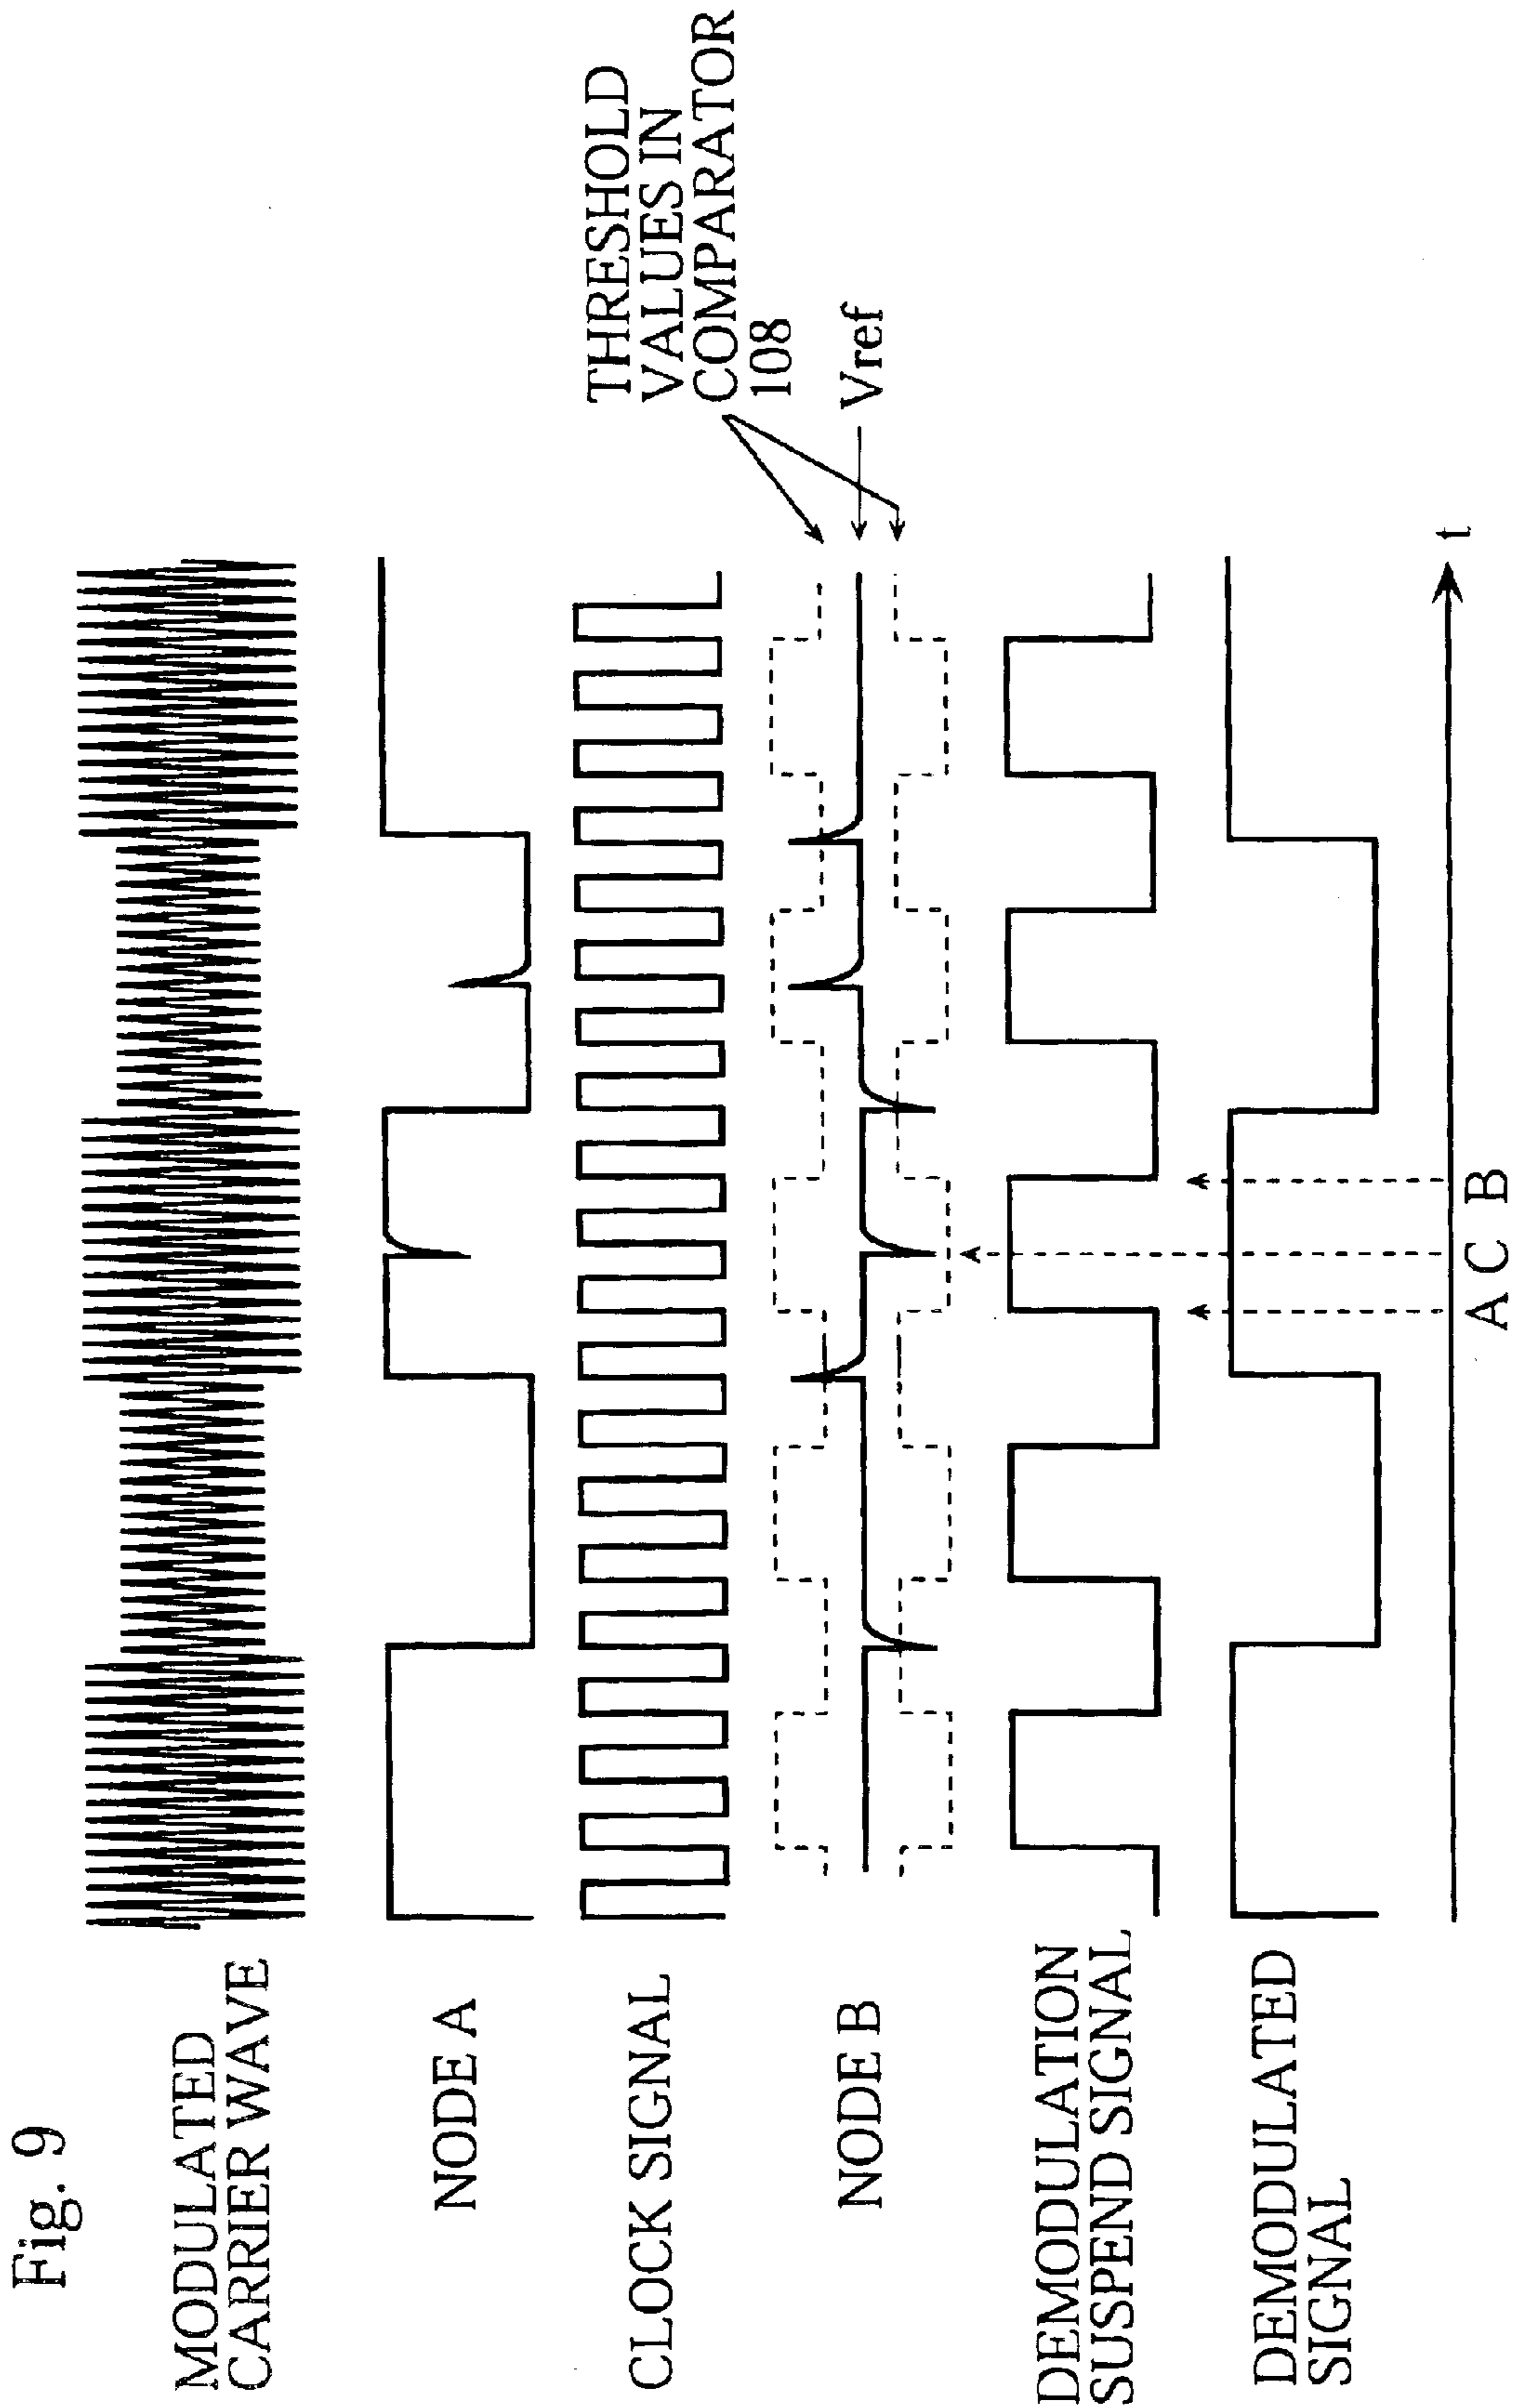 Fig. 9
MODULATED
CARRIER WAVE
NODE A
CLOCK SIGNAL
NODE B
THRESHOLD
VALUES IN
COMPARATOR
108
Vref
DEMODULATION
SUSPEND SIGNAL
DEMODULATED
SIGNAL
A C B
t